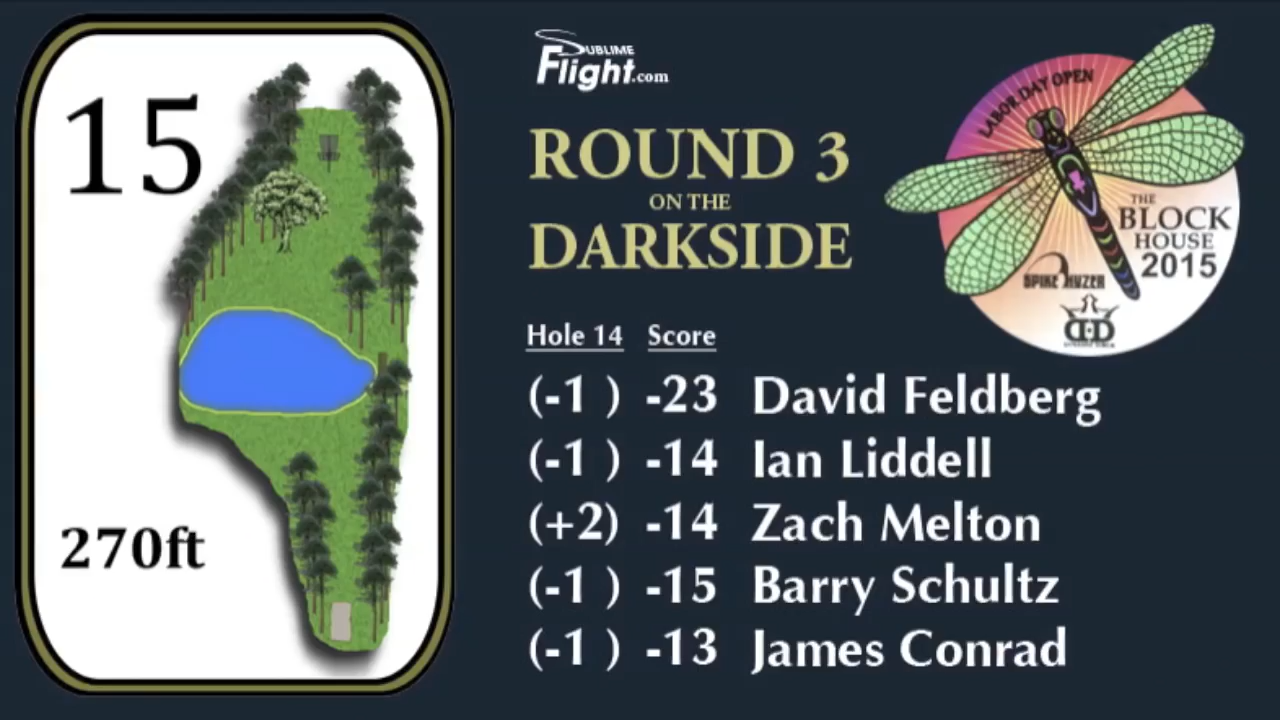 15
270ft
SUBLIME
Flight.com
ROUND 3
ON THE
DARKSIDE
LABOR DAY OPEN
THE
BLOCK
HOUSE
2015
Hole 14 Score
(-1 ) -23 David Feldberg
(-1 ) -14 Ian Liddell
(+2) -14 Zach Melton
(-1 ) -15 Barry Schultz
(-1 ) -13 James Conrad